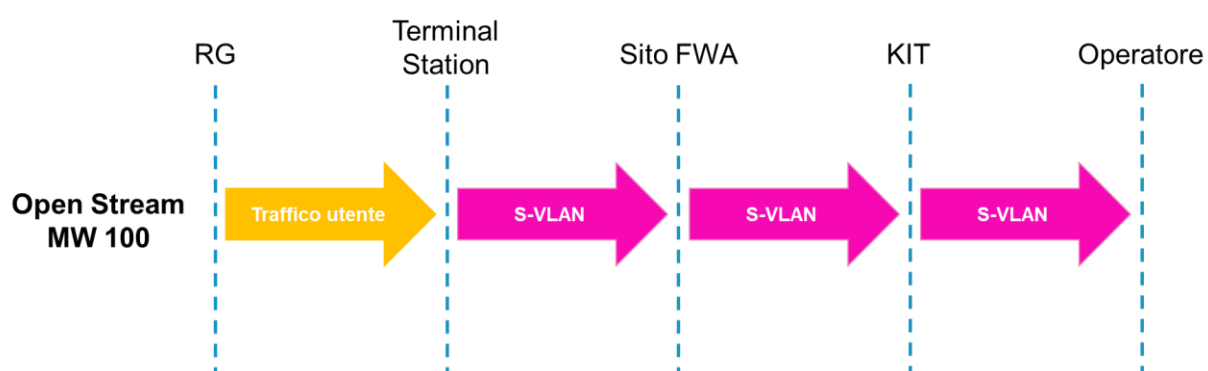 RG
Terminal
Station
Sito FWA
KIT
Operatore
Open Stream
MW 100
Traffico utente
S-VLAN
S-VLAN
S-VLAN